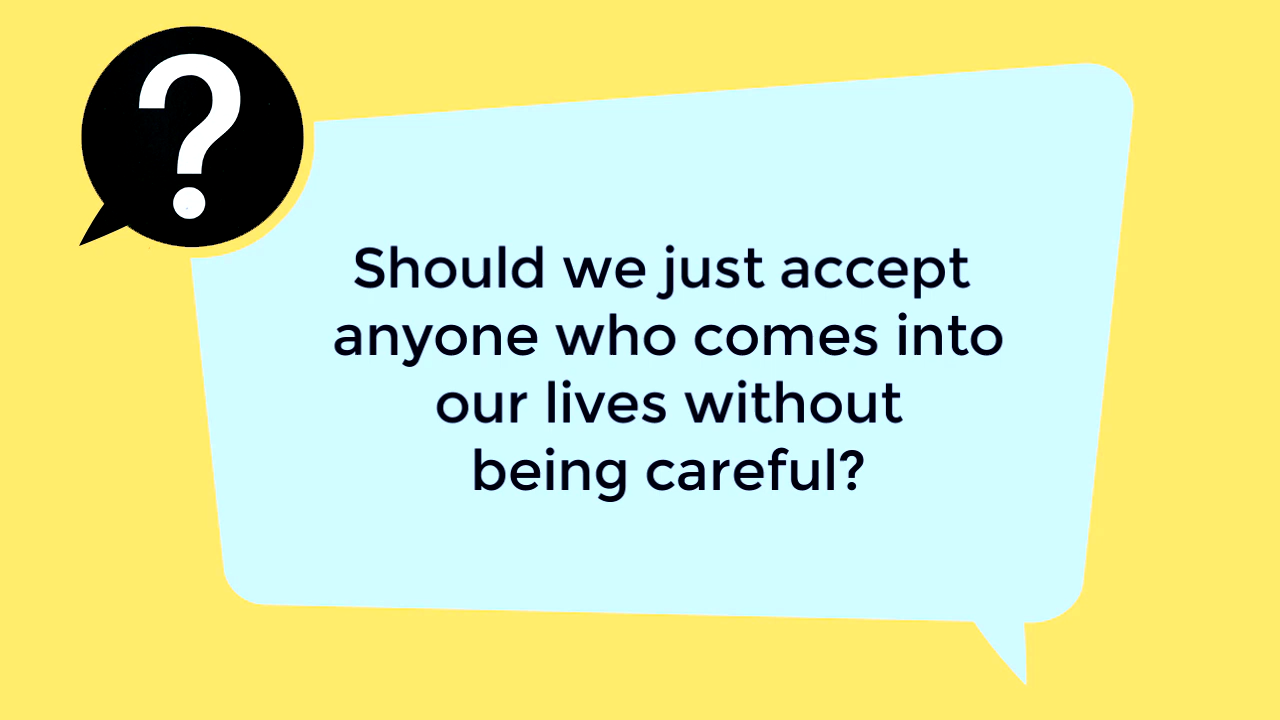 ?
Should we just accept
anyone who comes into
our lives without
being careful?